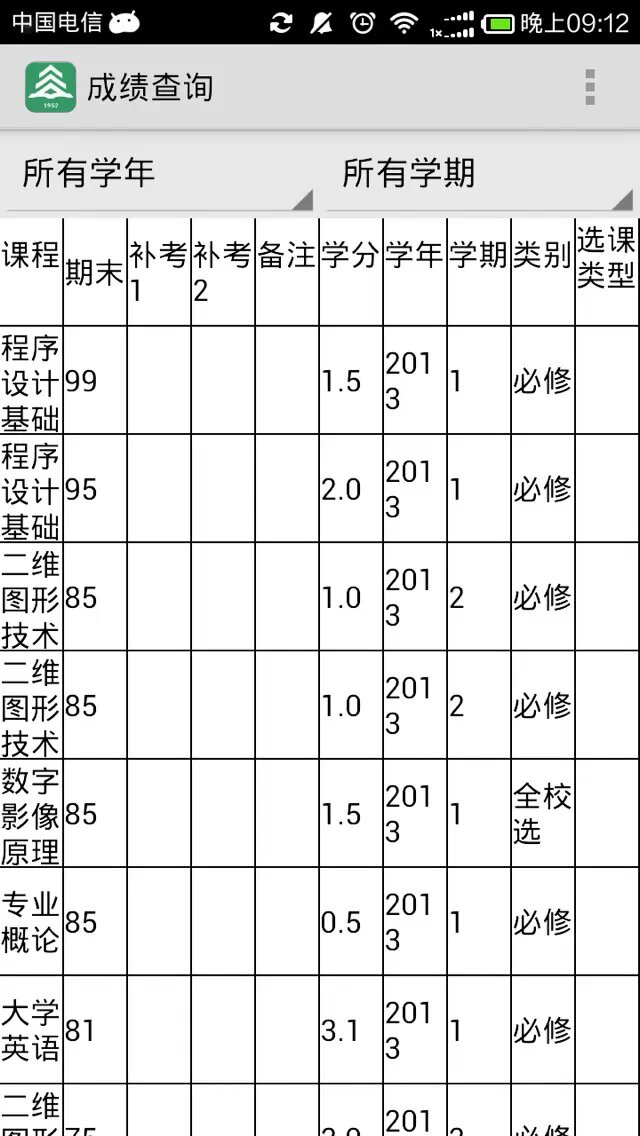 中国电信 1x 晚上09:12
1952 成绩查询
所有学年 所有学期
课程 期末 补考1 补考2 备注 学分 学年 学期 类别 选课类型
程序设计基础 99 1.5 2013 1 必修
程序设计基础 95 2.0 2013 1 必修
二维图形技术 85 1.0 2013 2 必修
二维图形技术 85 1.0 2013 2 必修
数字影像原理 85 1.5 2013 1 全校选
专业概论 85 0.5 2013 1 必修
大学英语 81 3.1 2013 1 必修
二维图形 75 201 必修